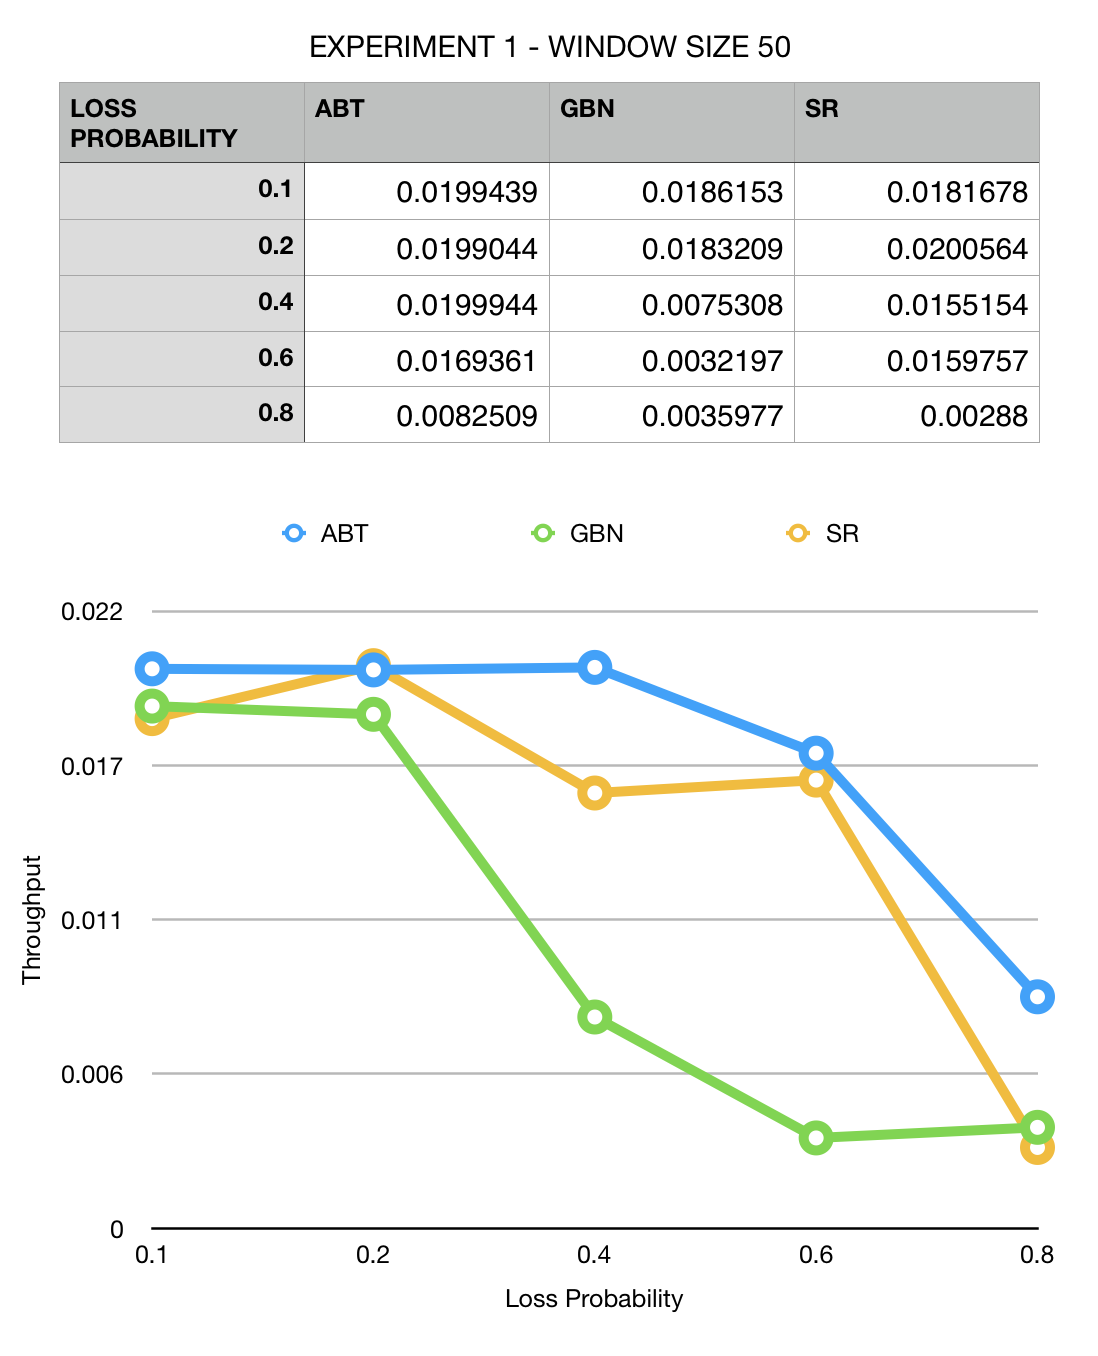 EXPERIMENT 1 - WINDOW SIZE 50
LOSS PROBABILITY ABT GBN SR
0.1 0.0199439 0.0186153 0.0181678
0.2 0.0199044 0.0183209 0.0200564
0.4 0.0199944 0.0075308 0.0155154
0.6 0.0169361 0.0032197 0.0159757
0.8 0.0082509 0.0035977 0.00288
ABT GBN SR
0.022
0.017
0.011
0.006
0
Throughput
0.1 0.2 0.4 0.6 0.8
Loss Probability